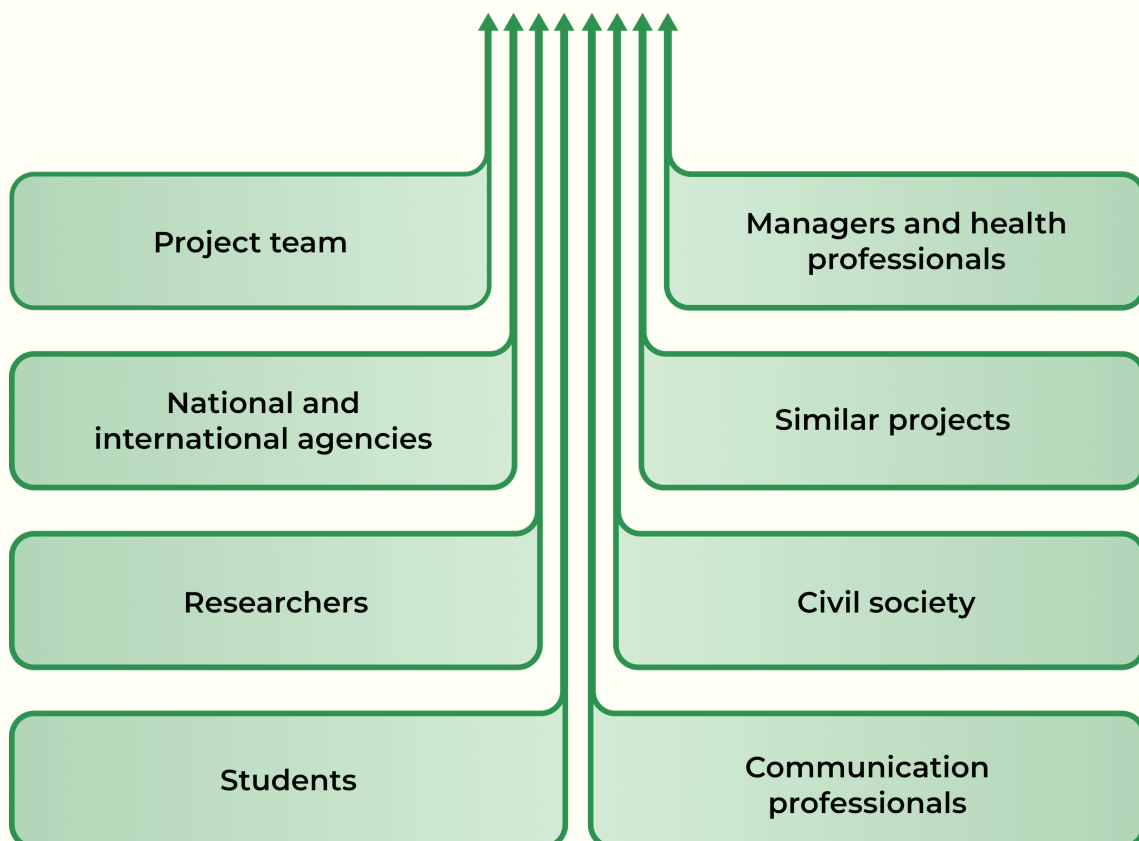 Project team
Managers and health
professionals
National and
international agencies
Similar projects
Researchers
Civil society
Students
Communication
professionals